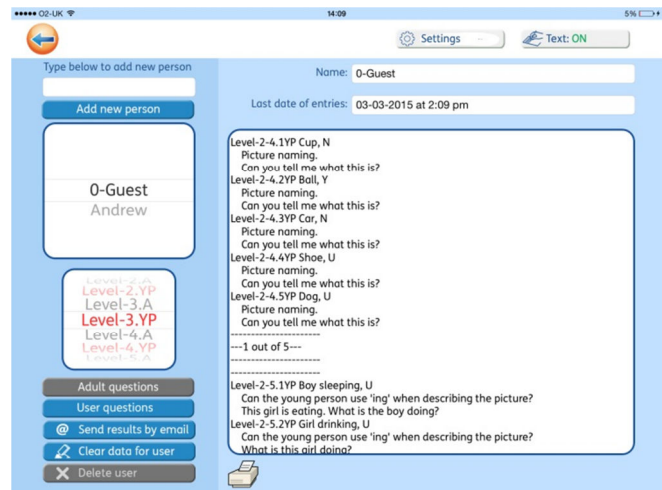 O2-UK 14:09 5%
Settings Text: ON
Type below to add new person
Add new person
0-Guest
Andrew
Level-2.A
Level-2.YP
Level-3.A
Level-3.YP
Level-4.A
Level-4.YP
Level-5.A
Adult questions
User questions
@ Send results by email
Clear data for user
X Delete user
Name: 0-Guest
Last date of entries: 03-03-2015 at 2:09 pm
Level-2-4.1YP Cup, N
Picture naming.
Can you tell me what this is?
Level-2-4.2YP Ball, Y
Picture naming.
Can you tell me what this is?
Level-2-4.3YP Car, N
Picture naming.
Can you tell me what this is?
Level-2-4.4YP Shoe, U
Picture naming.
Can you tell me what this is?
Level-2-4.5YP Dog, U
Picture naming.
Can you tell me what this is?
----------------------
---1 out of 5---
----------------------
----------------------
Level-2-5.1YP Boy sleeping, U
Can the young person use 'ing' when describing the picture?
This girl is eating. What is the boy doing?
Level-2-5.2YP Girl drinking, U
Can the young person use 'ing' when describing the picture?
What is this girl doing?